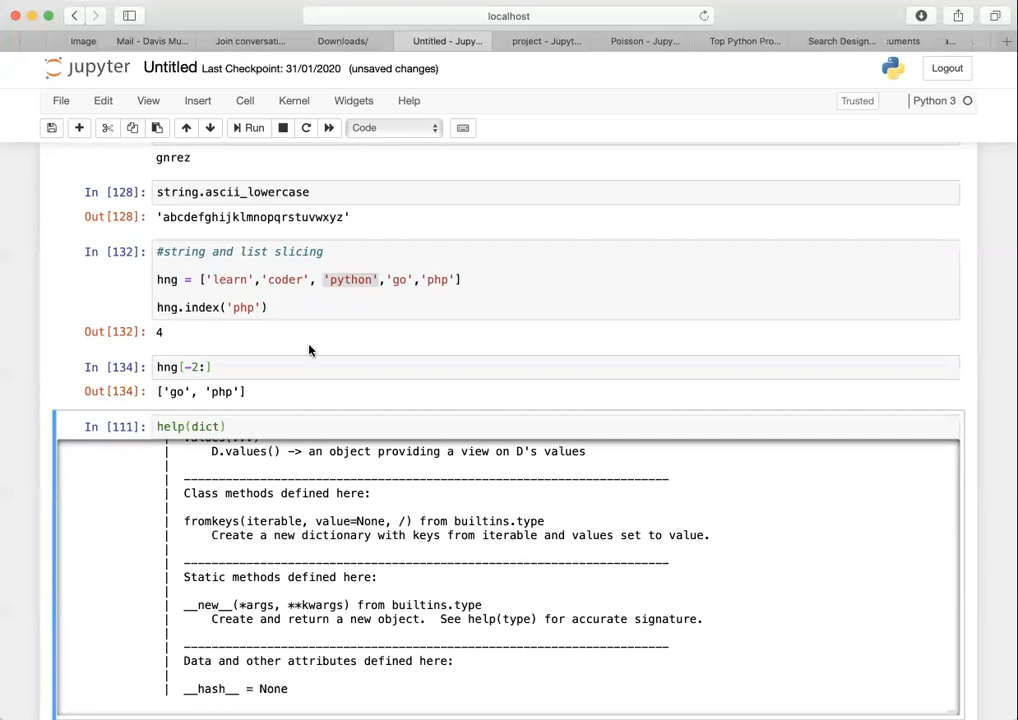 localhost
Image
Mail - Davis Mu...
Join conversati...
Downloads/
Untitled - Jupy...
project - Jupyt...
Poisson - Jupy...
Top Python Pro...
Search Design...
:uments
a...
jupyter Untitled Last Checkpoint: 31/01/2020 (unsaved changes)
Logout
File Edit View Insert Cell Kernel Widgets Help
Trusted
Python 3
Run
Code
gnrez
In [128]: string.ascii_lowercase
Out[128]: 'abcdefghijklmnopqrstuvwxyz'
In [132]: #string and list slicing
hng = ['learn','coder', 'python','go','php']
hng.index('php')
Out[132]: 4
In [134]: hng[-2:]
Out[134]: ['go', 'php']
In [111]: help(dict)
| values(...)
| D.values() -> an object providing a view on D's values
|
| ----------------------------------------------------------------------
| Class methods defined here:
|
| fromkeys(iterable, value=None, /) from builtins.type
| Create a new dictionary with keys from iterable and values set to value.
|
| ----------------------------------------------------------------------
| Static methods defined here:
|
| __new__(*args, **kwargs) from builtins.type
| Create and return a new object.  See help(type) for accurate signature.
|
| ----------------------------------------------------------------------
| Data and other attributes defined here:
|
| __hash__ = None